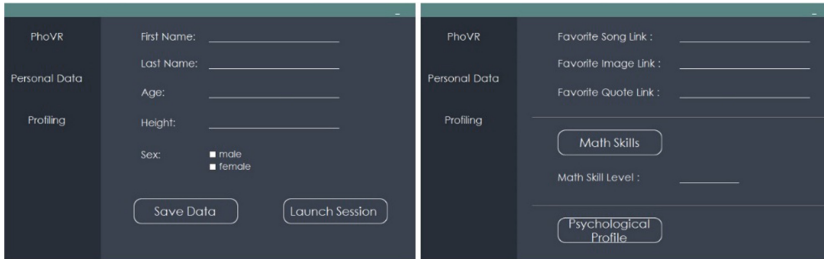 PhoVR
Personal Data
Profiling
First Name:
Last Name:
Age:
Height:
Sex:
male
female
Save Data
Launch Session
PhoVR
Personal Data
Profiling
Favorite Song Link :
Favorite Image Link :
Favorite Quote Link :
Math Skills
Math Skill Level :
Psychological
Profile